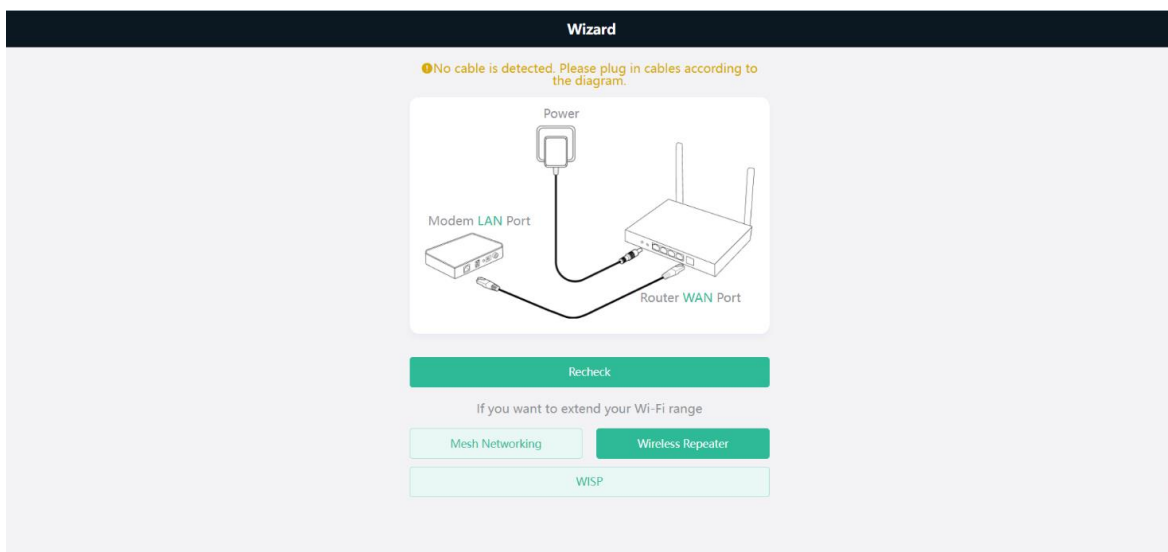 Wizard
No cable is detected. Please plug in cables according to
the diagram.
Power
Modem LAN Port
Router WAN Port
Recheck
If you want to extend your Wi-Fi range
Mesh Networking
Wireless Repeater
WISP